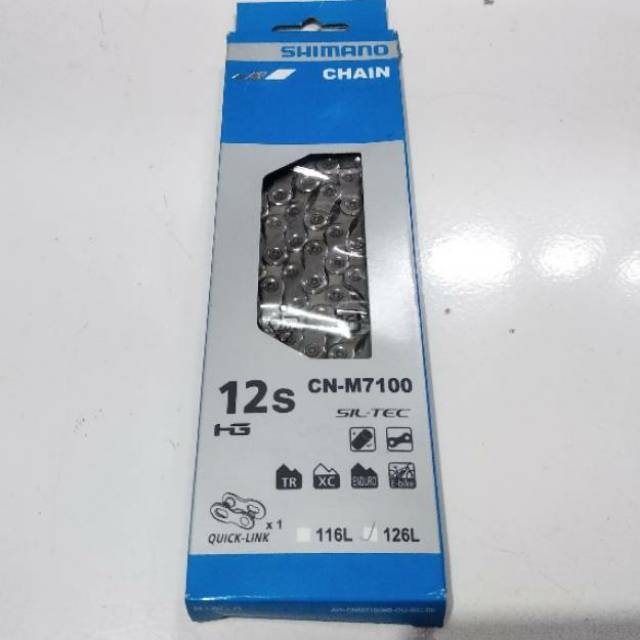 SHIMANO
CHAIN
12s
CN-M7100
SIL-TEC
HG
TR
XC
ENDURO
E-bike
QUICK-LINK
x 1
116L
126L